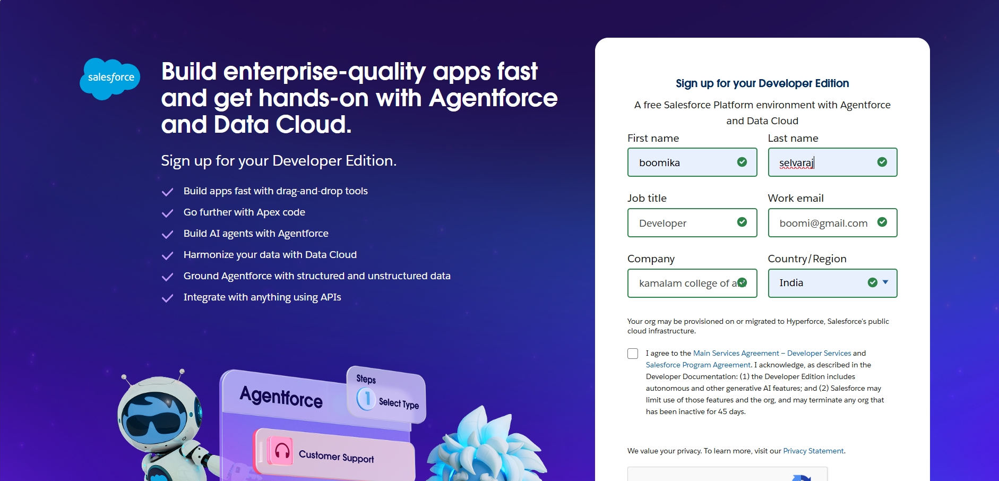 salesforce
Build enterprise-quality apps fast
and get hands-on with Agentforce
and Data Cloud.
Sign up for your Developer Edition.
Build apps fast with drag-and-drop tools
Go further with Apex code
Build AI agents with Agentforce
Harmonize your data with Data Cloud
Ground Agentforce with structured and unstructured data
Integrate with anything using APIs
Agentforce
Steps
1 Select Type
Customer Support
Sign up for your Developer Edition
A free Salesforce Platform environment with Agentforce
and Data Cloud
First name Last name
boomika selvaraj
Job title Work email
Developer boomi@gmail.com
Company Country/Region
kamalam college of a India
Your org may be provisioned on or migrated to Hyperforce, Salesforce's public
cloud infrastructure.
I agree to the Main Services Agreement – Developer Services and
Salesforce Program Agreement. I acknowledge, as described in the
Developer Documentation: (1) the Developer Edition includes
autonomous and other generative AI features; and (2) Salesforce may
limit use of those features and the org, and may terminate any org that
has been inactive for 45 days.
We value your privacy. To learn more, visit our Privacy Statement.